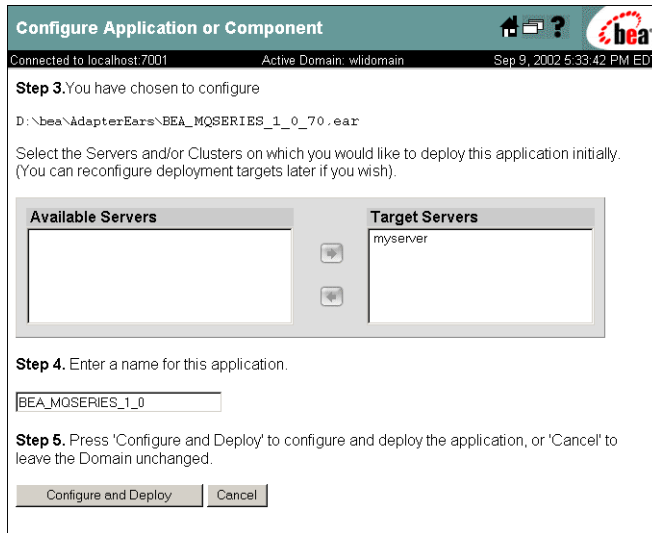 Configure Application or Component
?
bea
Connected to localhost:7001 Active Domain: wlidomain Sep 9, 2002 5:33:42 PM ED
Step 3.You have chosen to configure
D:\bea\AdapterEars\BEA_MQSERIES_1_0_70.ear
Select the Servers and/or Clusters on which you would like to deploy this application initially.
(You can reconfigure deployment targets later if you wish).
Available Servers Target Servers
myserver
Step 4. Enter a name for this application.
BEA_MQSERIES_1_0
Step 5. Press 'Configure and Deploy' to configure and deploy the application, or 'Cancel' to
leave the Domain unchanged.
Configure and Deploy Cancel